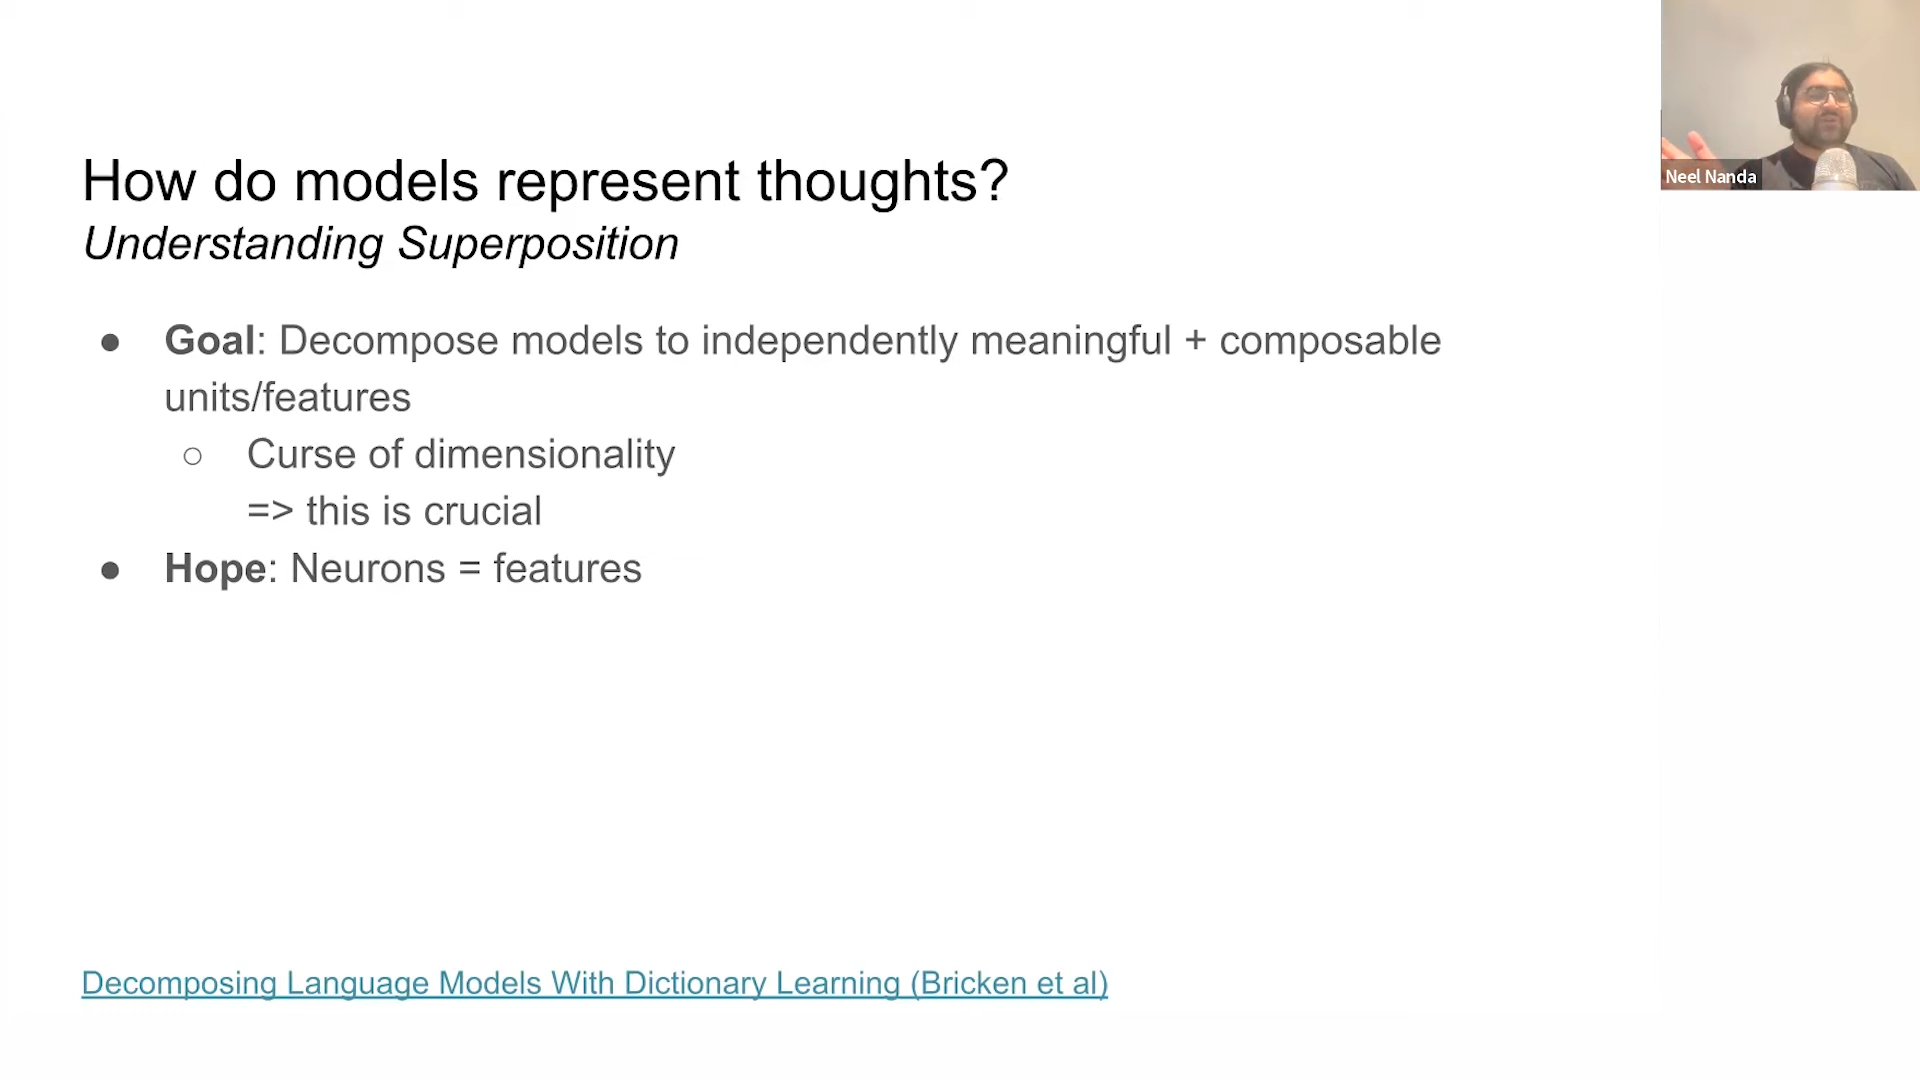 How do models represent thoughts?
Understanding Superposition
● Goal: Decompose models to independently meaningful + composable
units/features
○ Curse of dimensionality
=> this is crucial
● Hope: Neurons = features
Decomposing Language Models With Dictionary Learning (Bricken et al)
Neel Nanda